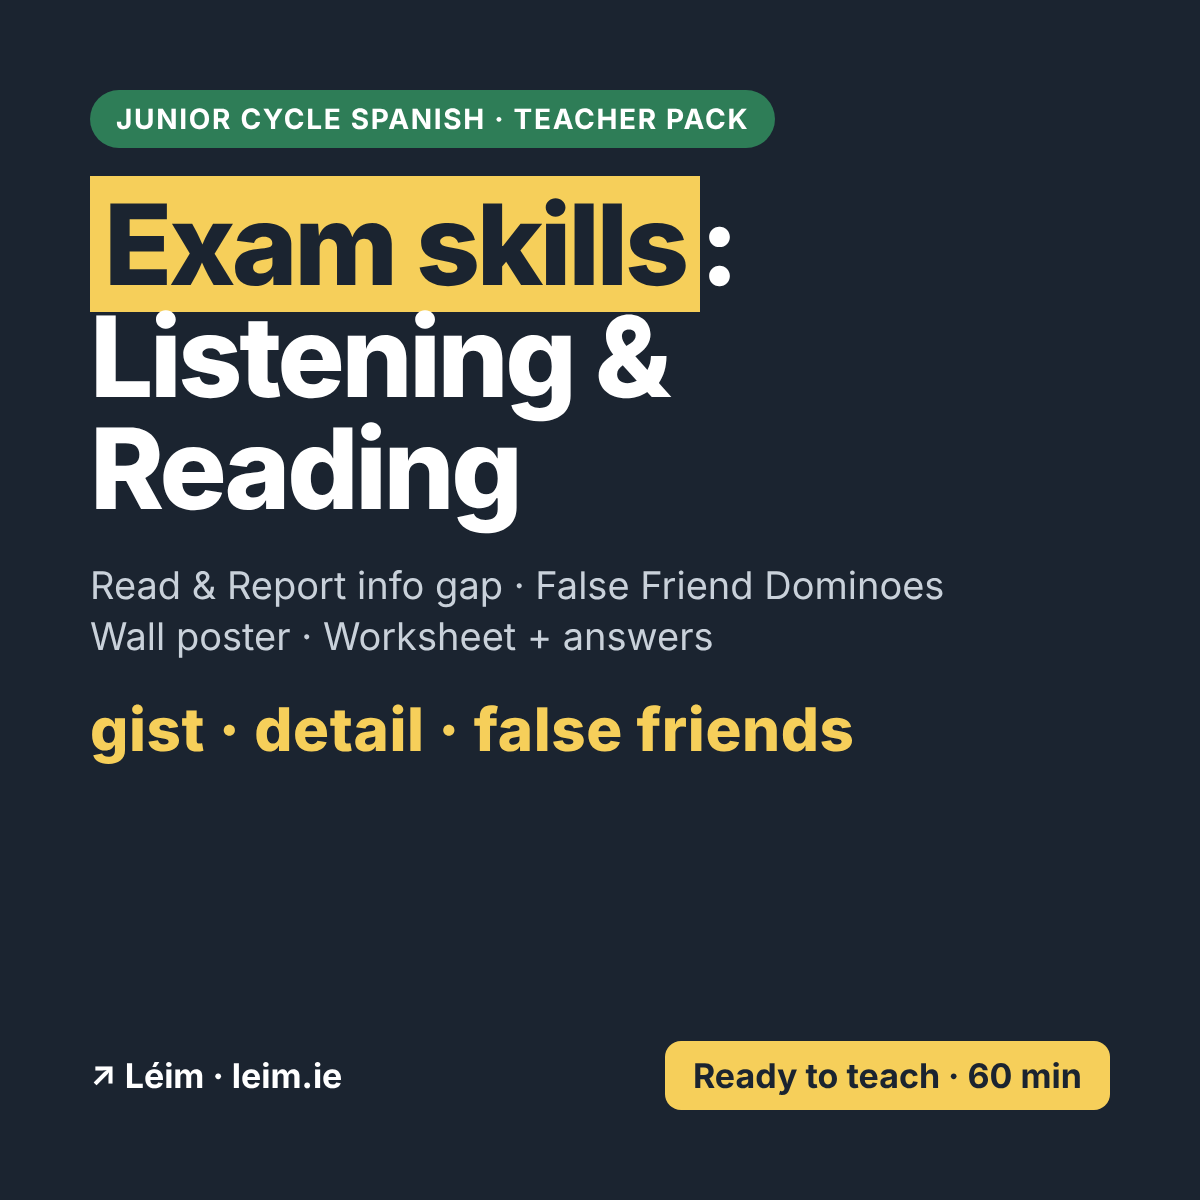 JUNIOR CYCLE SPANISH · TEACHER PACK
Exam skills:
Listening &
Reading
Read & Report info gap · False Friend Dominoes
Wall poster · Worksheet + answers
gist · detail · false friends
↗ Léim · leim.ie
Ready to teach · 60 min